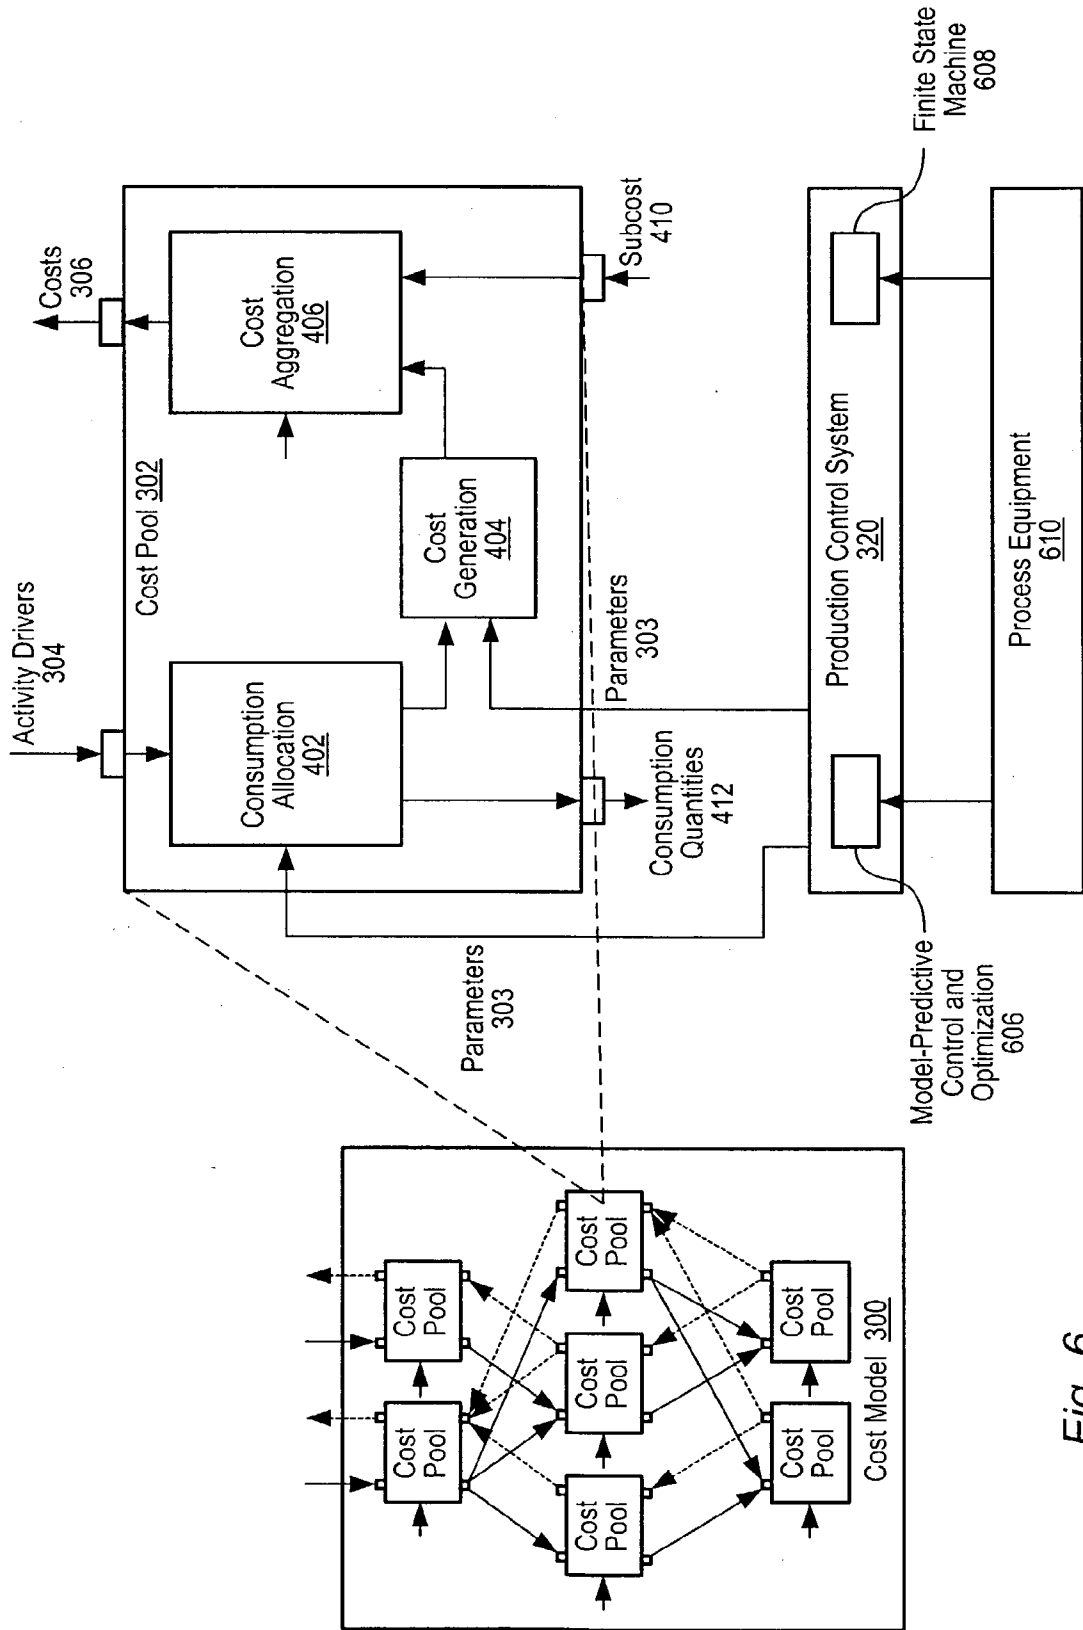 Activity Drivers
304
Costs
306
Cost Pool 302
Consumption
Allocation
402
Cost
Aggregation
406
Cost
Generation
404
Parameters
303
Consumption
Quantities
412
Parameters
303
Subcost
410
Cost
Pool
Cost
Pool
Cost
Pool
Cost
Pool
Cost
Pool
Cost
Pool
Cost
Pool
Cost Model 300
Production Control System
320
Model-Predictive
Control and
Optimization
606
Finite State
Machine
608
Process Equipment
610
Fig. 6